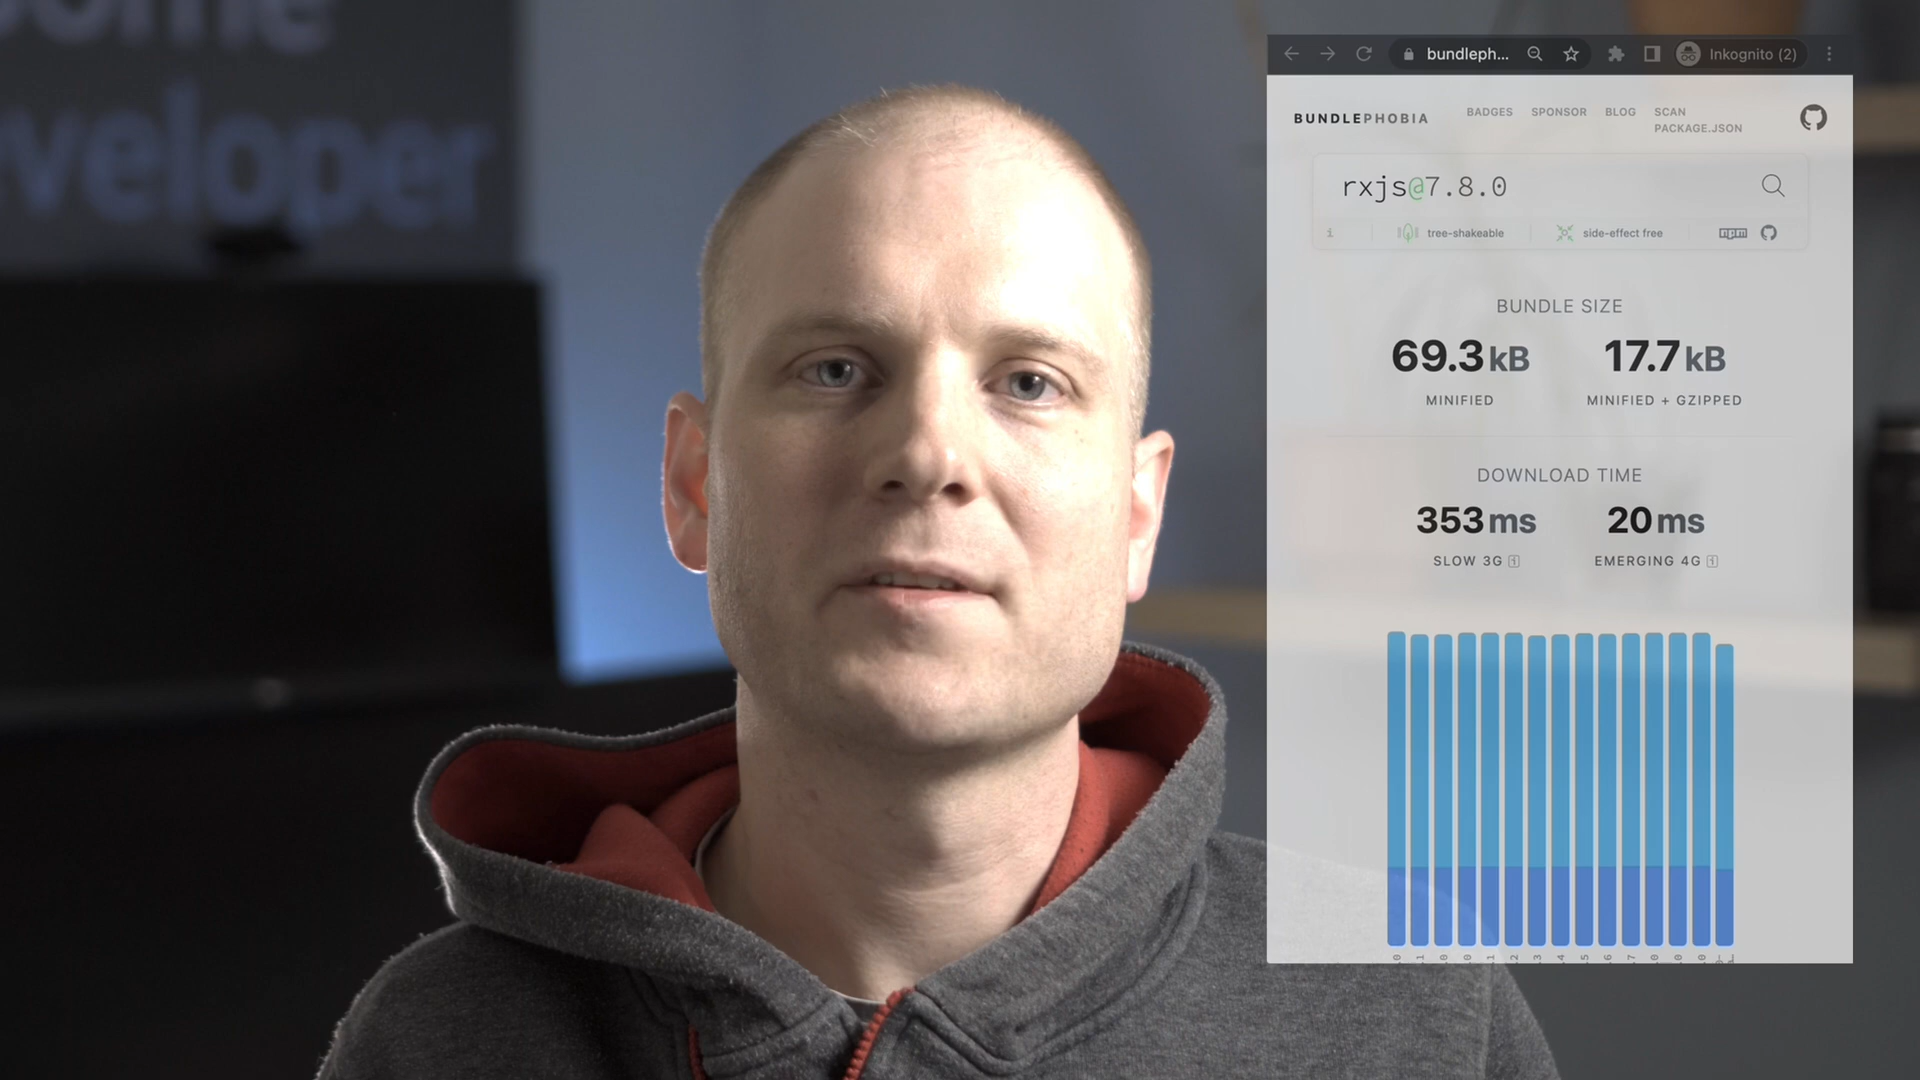 some
veloper
bundleph...
Inkognito (2)
BUNDLEPHOBIA
BADGES SPONSOR BLOG SCAN PACKAGE.JSON
rxjs@7.8.0
tree-shakeable side-effect free npm
BUNDLE SIZE
69.3 kB 17.7 kB
MINIFIED MINIFIED + GZIPPED
DOWNLOAD TIME
353 ms 20 ms
SLOW 3G EMERGING 4G